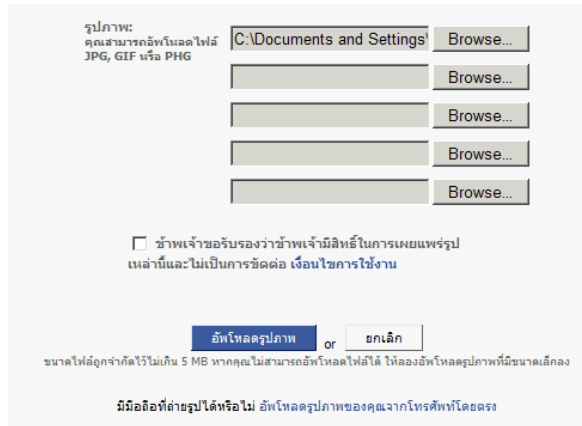 รูปภาพ:
คุณสามารถอัพโหลดไฟล์
JPG, GIF หรือ PHG
C:\Documents and Settings\
Browse...
Browse...
Browse...
Browse...
Browse...
ข้าพเจ้าขอรับรองว่าข้าพเจ้ามีสิทธิ์ในการเผยแพร่รูป
เหล่านี้และไม่เป็นการขัดต่อ เงื่อนไขการใช้งาน
อัพโหลดรูปภาพ or ยกเลิก
ขนาดไฟล์ถูกจำกัดไว้ไม่เกิน 5 MB หากคุณไม่สามารถอัพโหลดไฟล์ได้ ให้ลองอัพโหลดรูปภาพที่มีขนาดเล็กลง
มีมือถือที่ถ่ายรูปได้หรือไม่ อัพโหลดรูปภาพของคุณจากโทรศัพท์โดยตรง